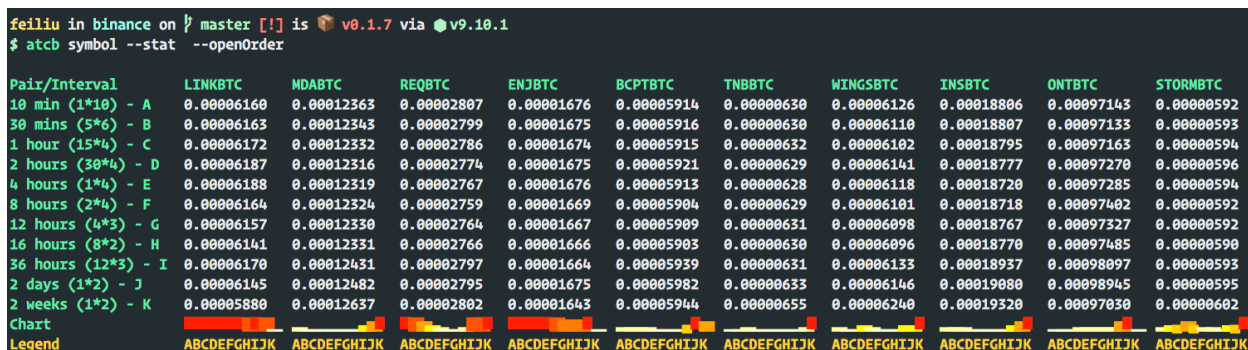 feiliu in binance on master [!] is v0.1.7 via v9.10.1
$ atcb symbol --stat --openOrder
Pair/Interval LINKBTC MDABTC REQBTC ENJBTC BCPTBTC TNBBTC WINGSBTC INSBTC ONTBTC STORMBTC
10 min (1*10) - A 0.00006160 0.00012363 0.00002807 0.00001676 0.00005914 0.00000630 0.00006126 0.00018806 0.00097143 0.00000592
30 mins (5*6) - B 0.00006163 0.00012343 0.00002799 0.00001675 0.00005916 0.00000630 0.00006110 0.00018807 0.00097133 0.00000593
1 hour (15*4) - C 0.00006172 0.00012332 0.00002786 0.00001674 0.00005915 0.00000632 0.00006102 0.00018795 0.00097163 0.00000594
2 hours (30*4) - D 0.00006187 0.00012316 0.00002774 0.00001675 0.00005921 0.00000629 0.00006141 0.00018777 0.00097270 0.00000596
4 hours (1*4) - E 0.00006188 0.00012319 0.00002767 0.00001676 0.00005913 0.00000628 0.00006118 0.00018720 0.00097285 0.00000594
8 hours (2*4) - F 0.00006164 0.00012324 0.00002759 0.00001669 0.00005904 0.00000629 0.00006101 0.00018718 0.00097402 0.00000592
12 hours (4*3) - G 0.00006157 0.00012330 0.00002764 0.00001667 0.00005909 0.00000631 0.00006098 0.00018767 0.00097327 0.00000592
16 hours (8*2) - H 0.00006141 0.00012331 0.00002766 0.00001666 0.00005903 0.00000630 0.00006096 0.00018770 0.00097485 0.00000590
36 hours (12*3) - I 0.00006170 0.00012431 0.00002797 0.00001664 0.00005939 0.00000631 0.00006133 0.00018937 0.00098097 0.00000593
2 days (1*2) - J 0.00006145 0.00012482 0.00002795 0.00001675 0.00005982 0.00000633 0.00006146 0.00019080 0.00098945 0.00000595
2 weeks (1*2) - K 0.00005880 0.00012637 0.00002802 0.00001643 0.00005944 0.00000655 0.00006240 0.00019320 0.00097030 0.00000602
Chart
Legend ABCDEFGHIJK ABCDEFGHIJK ABCDEFGHIJK ABCDEFGHIJK ABCDEFGHIJK ABCDEFGHIJK ABCDEFGHIJK ABCDEFGHIJK ABCDEFGHIJK ABCDEFGHIJK